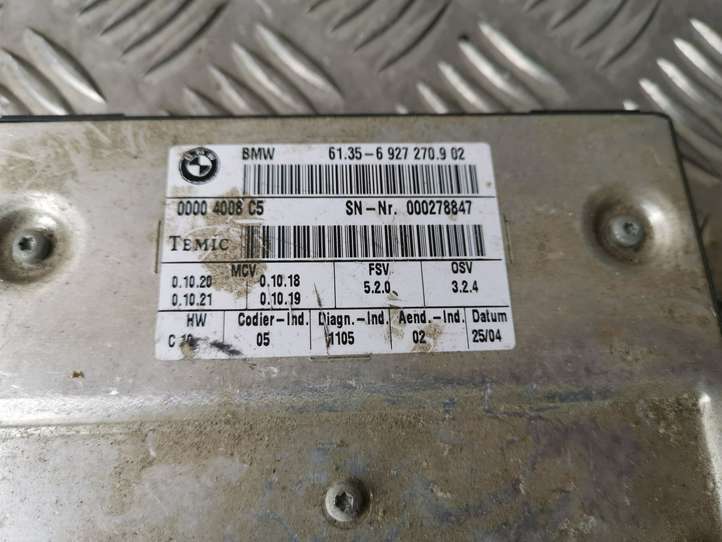 BMW 61.35-6 927 270.9 02
0000 4008 C5 SN-Nr. 000278847
TEMIC
MCV FSV OSV
0.10.20 0.10.18 5.2.0 3.2.4
0.10.21 0.10.19
HW Codier-Ind. Diagn.-Ind. Aend.-Ind. Datum
C 05 1105 02 25/04